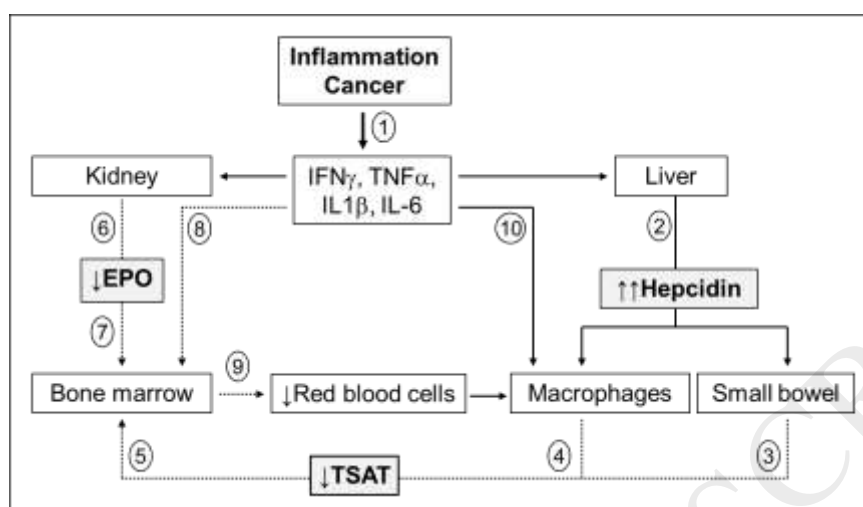 Inflammation
Cancer
1
Kidney
IFNγ, TNFα,
IL1β, IL-6
Liver
6
8
10
2
↓EPO
↑↑Hepcidin
7
9
Bone marrow
↓Red blood cells
Macrophages
Small bowel
5
↓TSAT
4
3